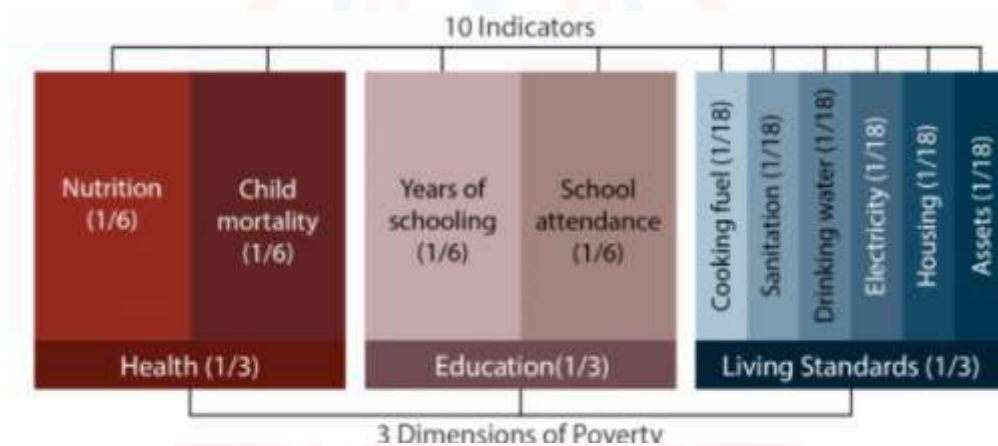 10 Indicators
Nutrition
(1/6)
Child
mortality
(1/6)
Years of
schooling
(1/6)
School
attendance
(1/6)
Cooking fuel (1/18)
Sanitation (1/18)
Drinking water (1/18)
Electricity (1/18)
Housing (1/18)
Assets (1/18)
Health (1/3)
Education(1/3)
Living Standards (1/3)
3 Dimensions of Poverty